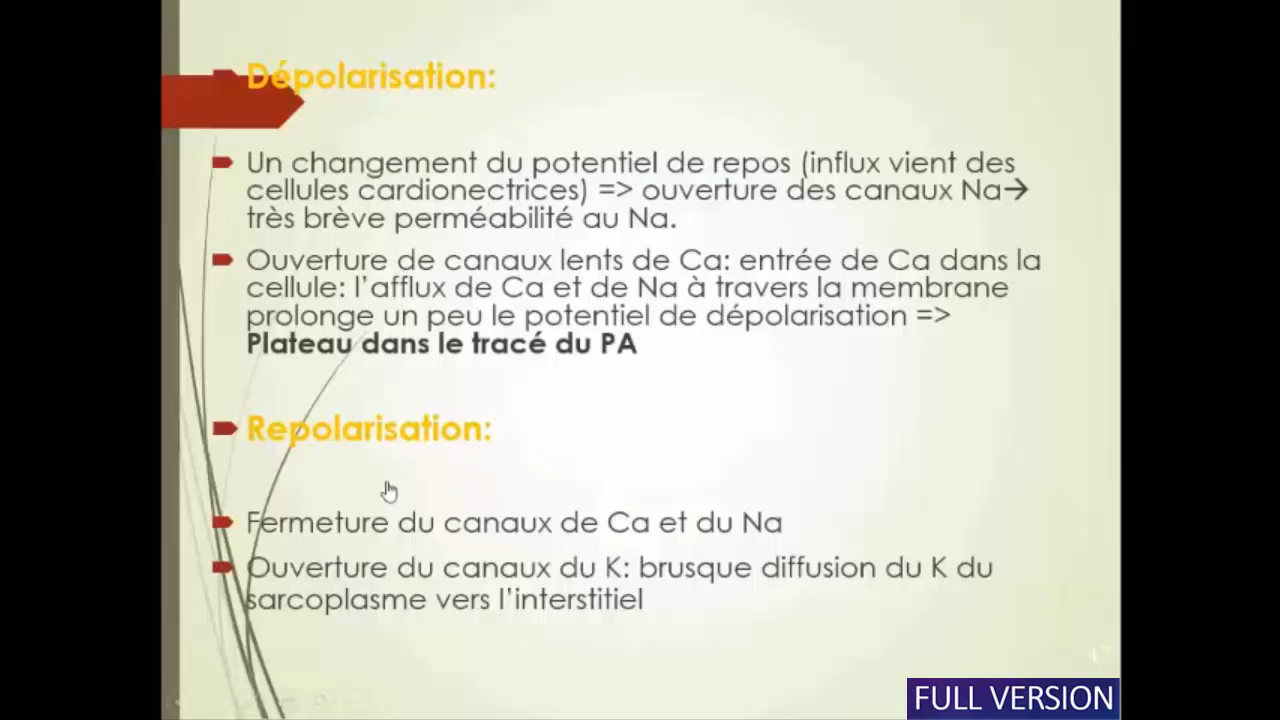 Dépolarisation:
Un changement du potentiel de repos (influx vient des
cellules cardionectrices) => ouverture des canaux Na→
très brève perméabilité au Na.
Ouverture de canaux lents de Ca: entrée de Ca dans la
cellule: l'afflux de Ca et de Na à travers la membrane
prolonge un peu le potentiel de dépolarisation =>
Plateau dans le tracé du PA
Repolarisation:
Fermeture du canaux de Ca et du Na
Ouverture du canaux du K: brusque diffusion du K du
sarcoplasme vers l'interstitiel
FULL VERSION